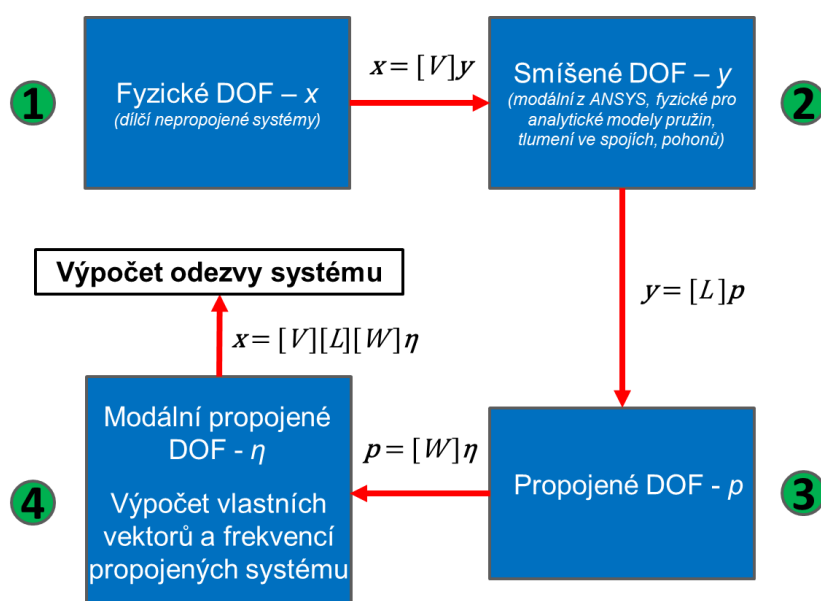 1
Fyzické DOF – x
(dílčí nepropojené systémy)
x = [V]y
Smíšené DOF – y
(modální z ANSYS, fyzické pro
analytické modely pružin,
tlumení ve spojích, pohonů)
2
Výpočet odezvy systému
y = [L]p
x = [V][L][W]η
4
Modální propojené
DOF - η
Výpočet vlastních
vektorů a frekvencí
propojených systému
p = [W]η
Propojené DOF - p
3